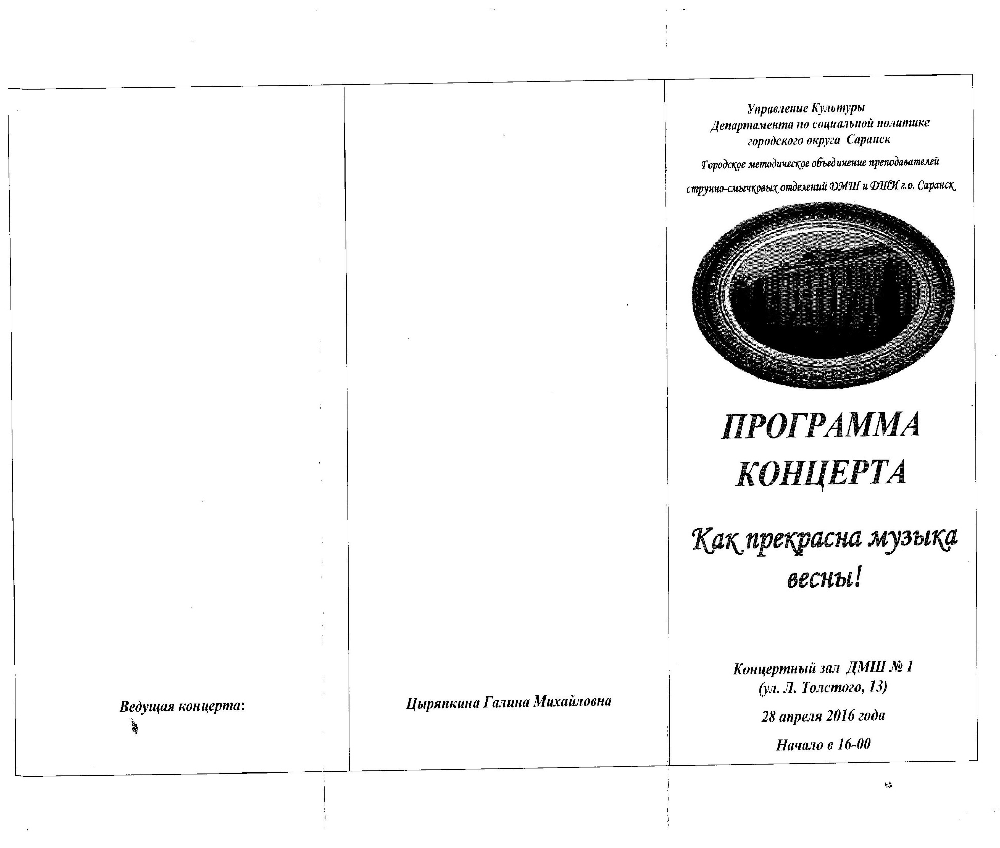 Ведущая концерта:
Цыряпкина Галина Михайловна
Управление Культуры
Департамента по социальной политике
городского округа Саранск
Городское методическое объединение преподавателей
струнно-смычковых отделений ДМШ и ДШИ г.о. Саранск
ПРОГРАММА
КОНЦЕРТА
Как прекрасна музыка
весны!
Концертный зал ДМШ № 1
(ул. Л. Толстого, 13)
28 апреля 2016 года
Начало в 16-00